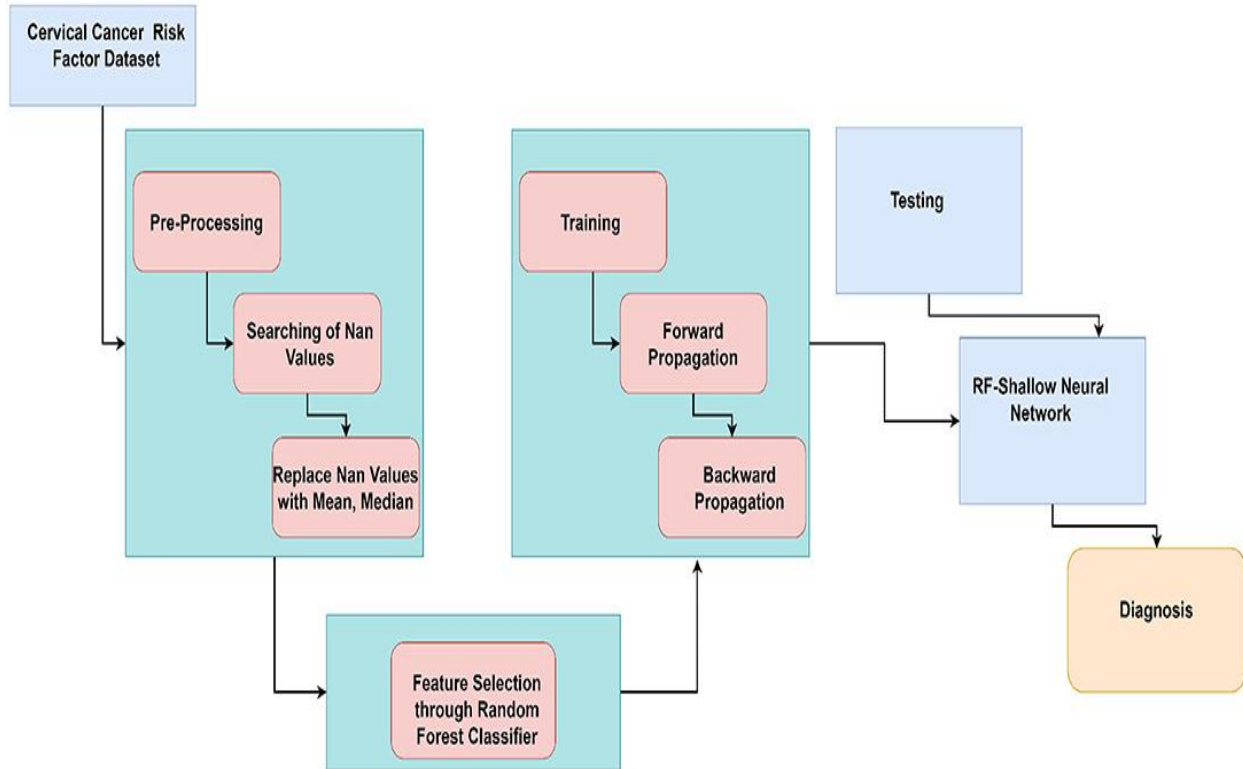 Cervical Cancer Risk
Factor Dataset
Pre-Processing
Searching of Nan
Values
Replace Nan Values
with Mean, Median
Feature Selection
through Random
Forest Classifier
Training
Forward
Propagation
Backward
Propagation
Testing
RF-Shallow Neural
Network
Diagnosis